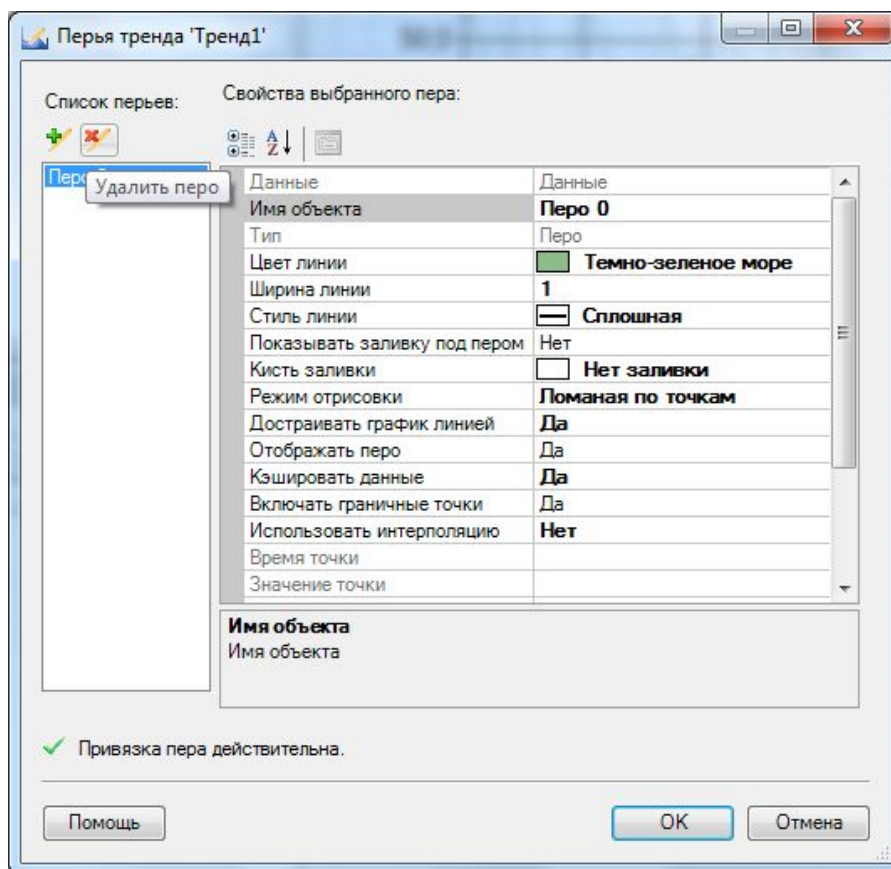 Перья тренда 'Тренд1'
Список перьев:
Свойства выбранного пера:
Удалить перо
Данные Данные
Имя объекта Перо 0
Тип Перо
Цвет линии Темно-зеленое море
Ширина линии 1
Стиль линии Сплошная
Показывать заливку под пером Нет
Кисть заливки Нет заливки
Режим отрисовки Ломаная по точкам
Достраивать график линией Да
Отображать перо Да
Кэшировать данные Да
Включать граничные точки Да
Использовать интерполяцию Нет
Время точки
Значение точки
Имя объекта
Имя объекта
Привязка пера действительна.
Помощь OK Отмена